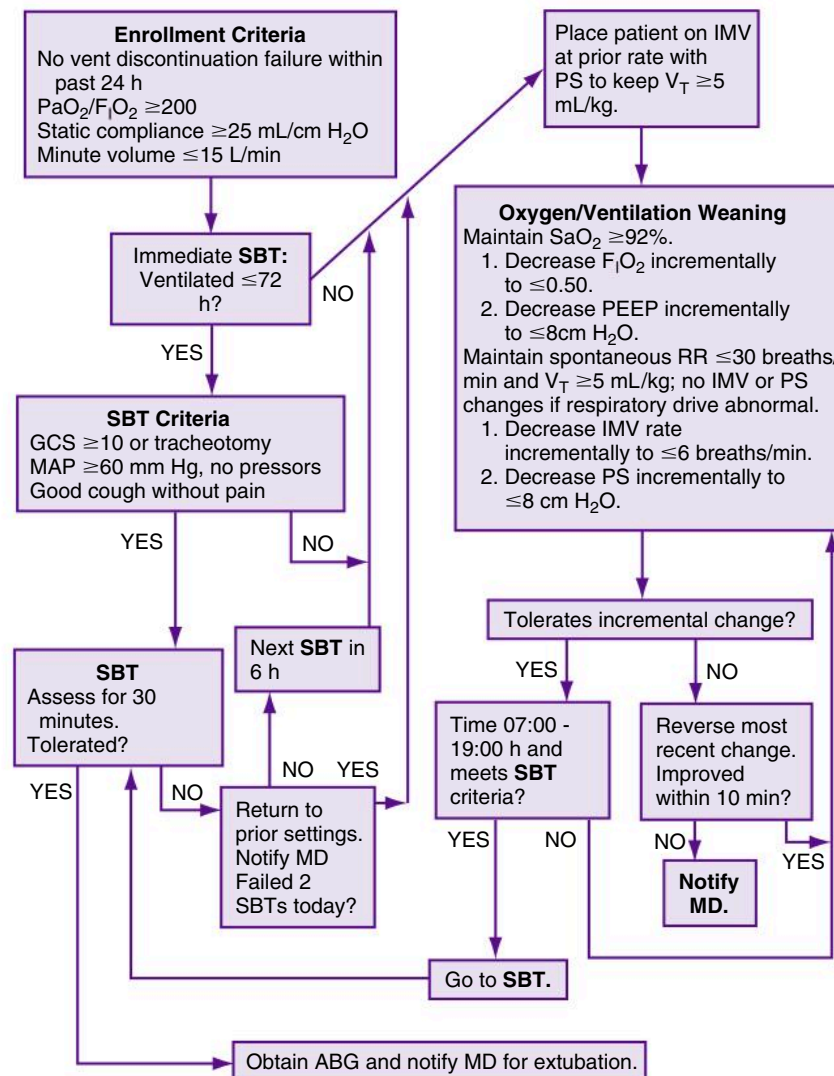 Enrollment Criteria
No vent discontinuation failure within
past 24 h
PaO₂/FᵢO₂ ≥200
Static compliance ≥25 mL/cm H₂O
Minute volume ≤15 L/min
Place patient on IMV
at prior rate with
PS to keep V_T ≥5
mL/kg.
Immediate SBT:
Ventilated ≤72
h?
NO
YES
Oxygen/Ventilation Weaning
Maintain SaO₂ ≥92%.
1. Decrease FᵢO₂ incrementally
to ≤0.50.
2. Decrease PEEP incrementally
to ≤8cm H₂O.
Maintain spontaneous RR ≤30 breaths/
min and V_T ≥5 mL/kg; no IMV or PS
changes if respiratory drive abnormal.
1. Decrease IMV rate
incrementally to ≤6 breaths/min.
2. Decrease PS incrementally to
≤8 cm H₂O.
SBT Criteria
GCS ≥10 or tracheotomy
MAP ≥60 mm Hg, no pressors
Good cough without pain
YES
NO
Next SBT in
6 h
SBT
Assess for 30
minutes.
Tolerated?
YES
NO
NO
YES
Return to
prior settings.
Notify MD
Failed 2
SBTs today?
Tolerates incremental change?
YES
NO
Time 07:00 -
19:00 h and
meets SBT
criteria?
Reverse most
recent change.
Improved
within 10 min?
YES
NO
NO
YES
Notify
MD.
Go to SBT.
Obtain ABG and notify MD for extubation.